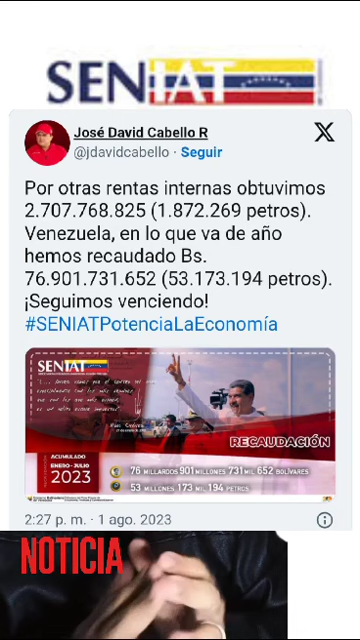 SENIAT
José David Cabello R
@jdavidcabello · Seguir
Por otras rentas internas obtuvimos
2.707.768.825 (1.872.269 petros).
Venezuela, en lo que va de año
hemos recaudado Bs.
76.901.731.652 (53.173.194 petros).
¡Seguimos venciendo!
#SENIATPotenciaLaEconomía
SENIAT
RECAUDACIÓN
ACUMULADO
ENERO - JULIO
2023
76 MILLARDOS 901 MILLONES 731 MIL 652 BOLÍVARES
53 MILLONES 173 MIL 194 PETROS
2:27 p. m. · 1 ago. 2023
NOTICIA